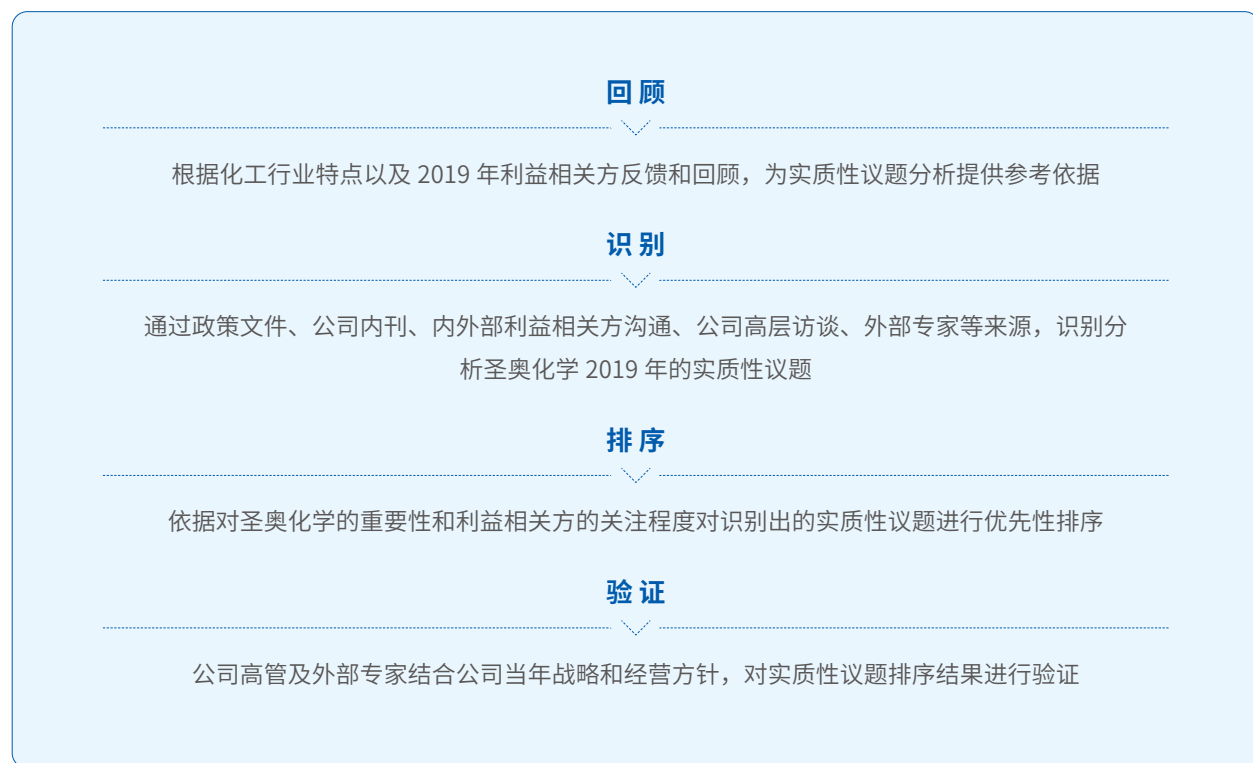 回顾
根据化工行业特点以及 2019 年利益相关方反馈和回顾，为实质性议题分析提供参考依据
识别
通过政策文件、公司内刊、内外部利益相关方沟通、公司高层访谈、外部专家等来源，识别分
析圣奥化学 2019 年的实质性议题
排序
依据对圣奥化学的重要性和利益相关方的关注程度对识别出的实质性议题进行优先性排序
验证
公司高管及外部专家结合公司当年战略和经营方针，对实质性议题排序结果进行验证